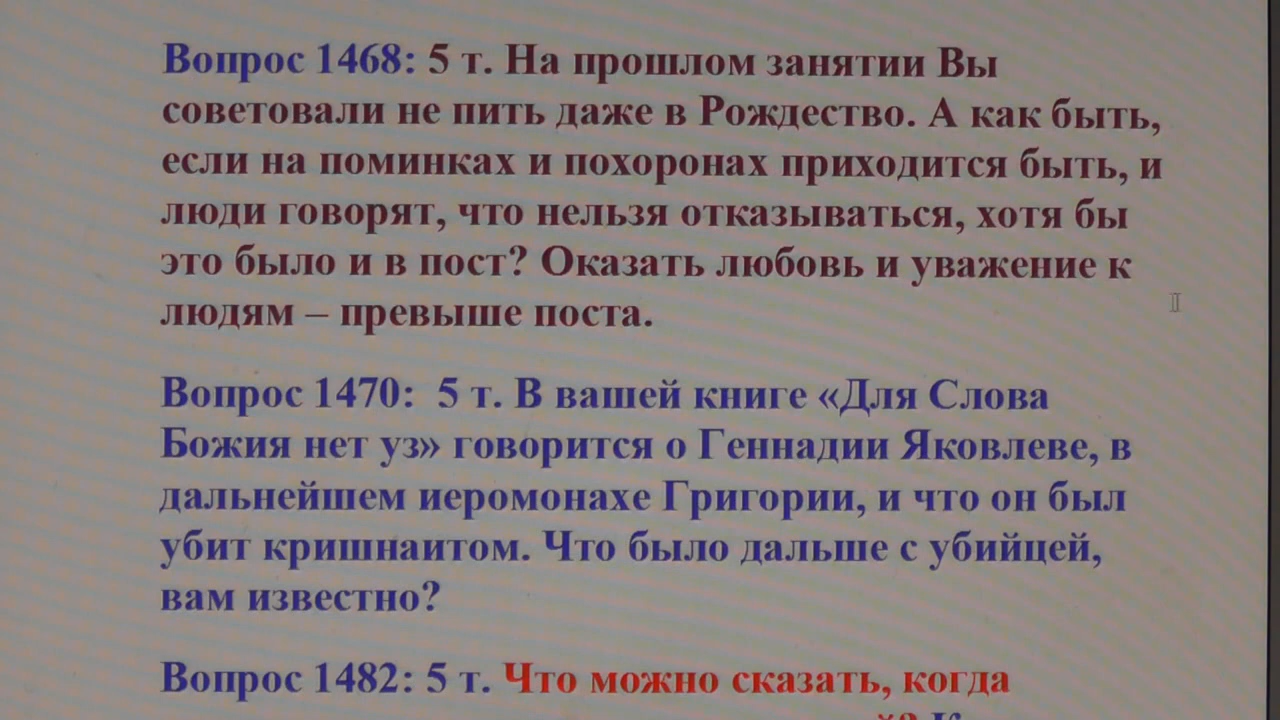 Вопрос 1468: 5 т. На прошлом занятии Вы
советовали не пить даже в Рождество. А как быть,
если на поминках и похоронах приходится быть, и
люди говорят, что нельзя отказываться, хотя бы
это было и в пост? Оказать любовь и уважение к
людям – превыше поста.
Вопрос 1470:  5 т. В вашей книге «Для Слова
Божия нет уз» говорится о Геннадии Яковлеве, в
дальнейшем иеромонахе Григории, и что он был
убит кришнаитом. Что было дальше с убийцей,
вам известно?
Вопрос 1482: 5 т. Что можно сказать, когда